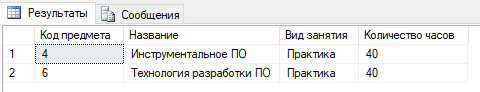 Результаты Сообщения
Код предмета Название Вид занятия Количество часов
1 4 Инструментальное ПО Практика 40
2 6 Технология разработки ПО Практика 40